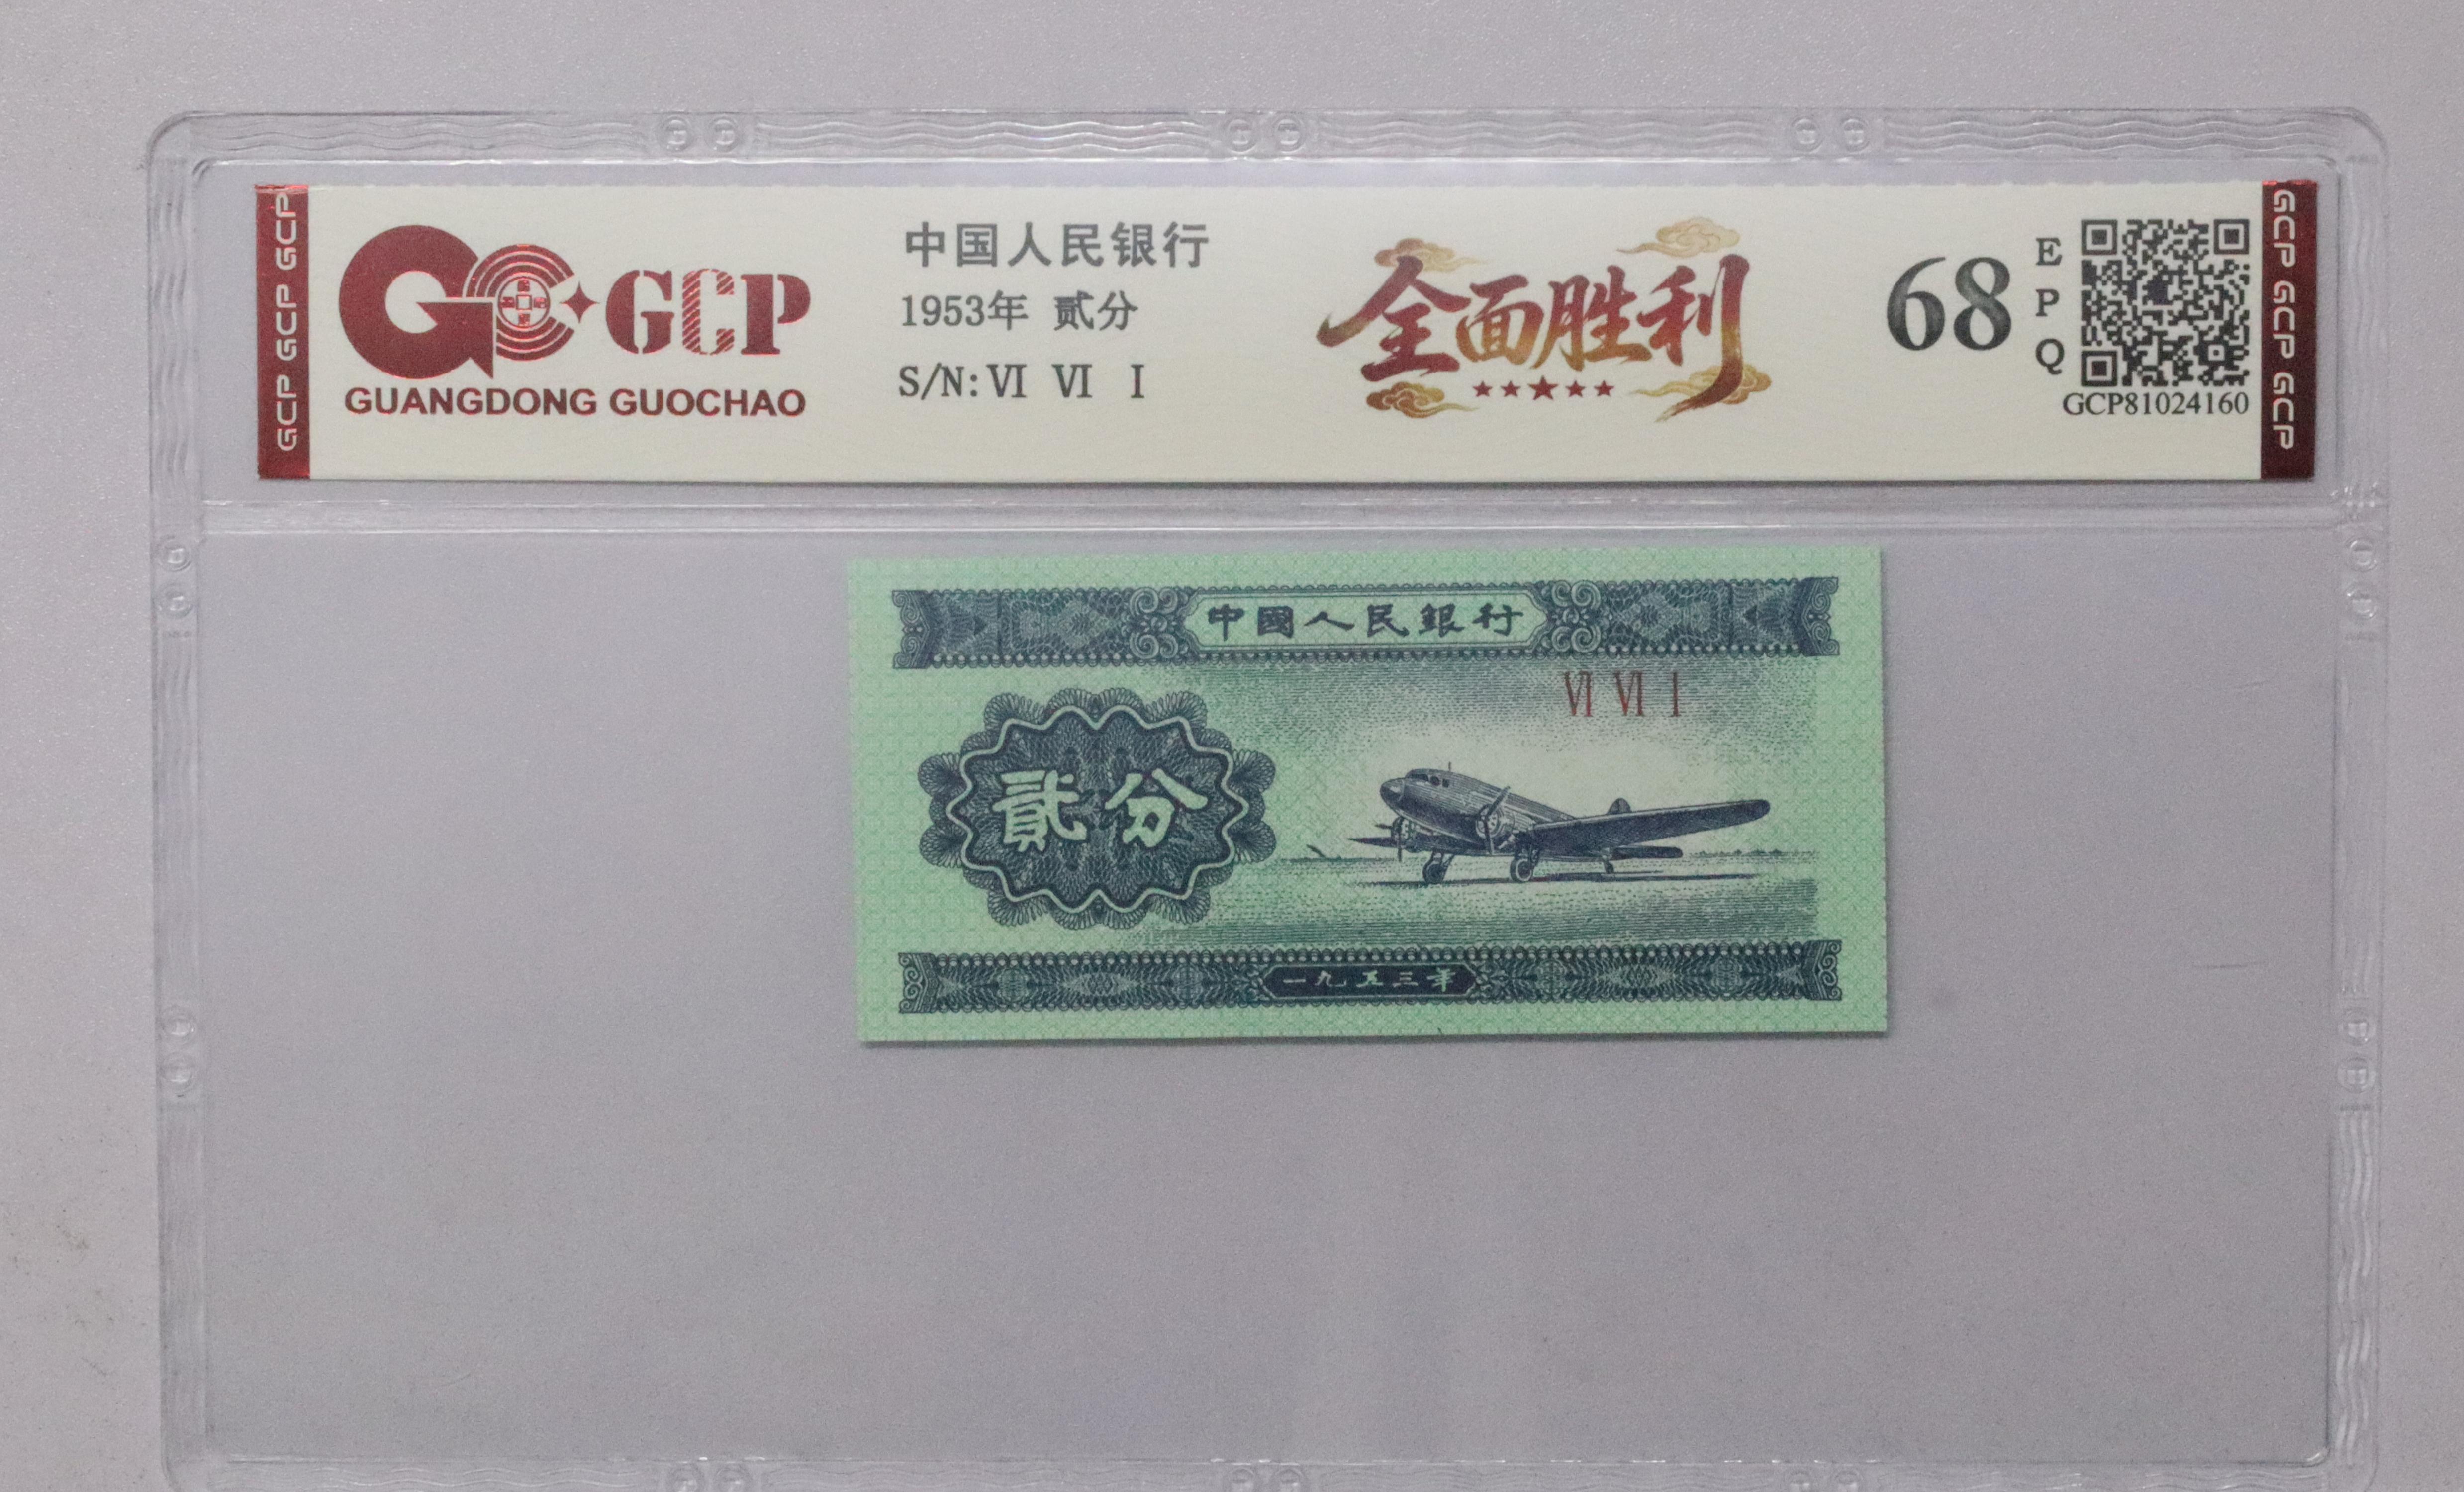 GCP GCP GCP
GCP
GUANGDONG GUOCHAO
中国人民银行
1953年 贰分
S/N: Ⅵ Ⅵ Ⅰ
全面胜利
★★★★★
68
E
P
Q
GCP81024160
GCP GCP GCP
中國人民銀行
Ⅵ Ⅵ Ⅰ
貳分
一九五三年